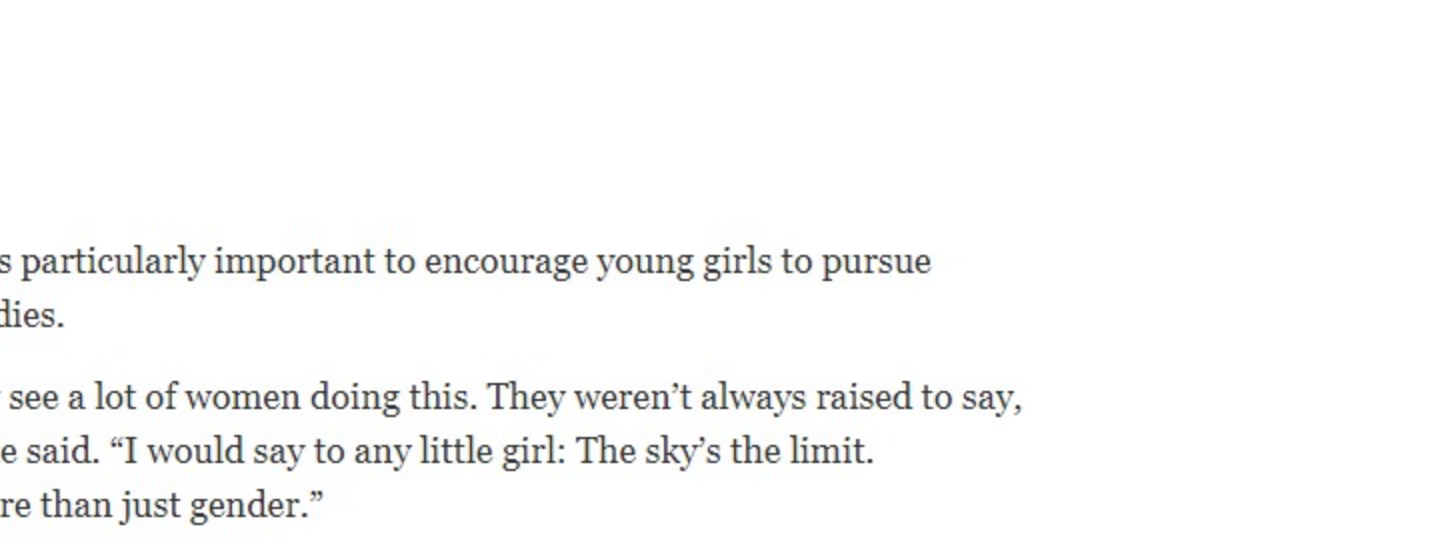 s particularly important to encourage young girls to pursue
dies.
see a lot of women doing this. They weren’t always raised to say,
e said. “I would say to any little girl: The sky’s the limit.
re than just gender.”